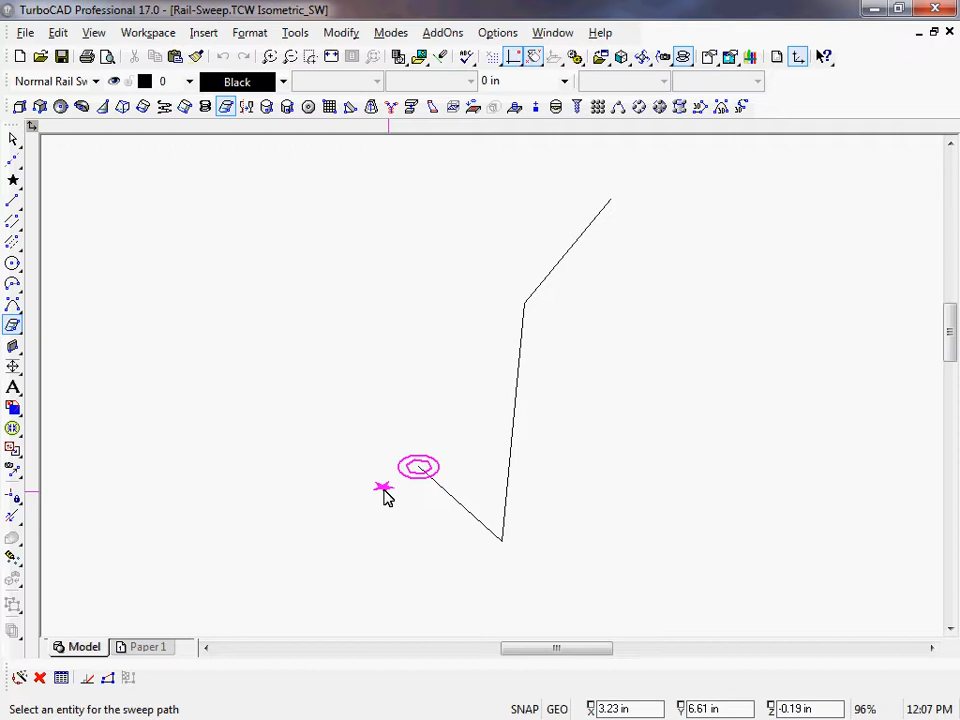 TurboCAD Professional 17.0 - [Rail-Sweep.TCW Isometric_SW]
File Edit View Workspace Insert Format Tools Modify Modes AddOns Options Window Help
Normal Rail Sw 0 Black 0 in
Model Paper 1
Select an entity for the sweep path SNAP GEO X 3.23 in Y 6.61 in Z -0.19 in 96% 12:07 PM